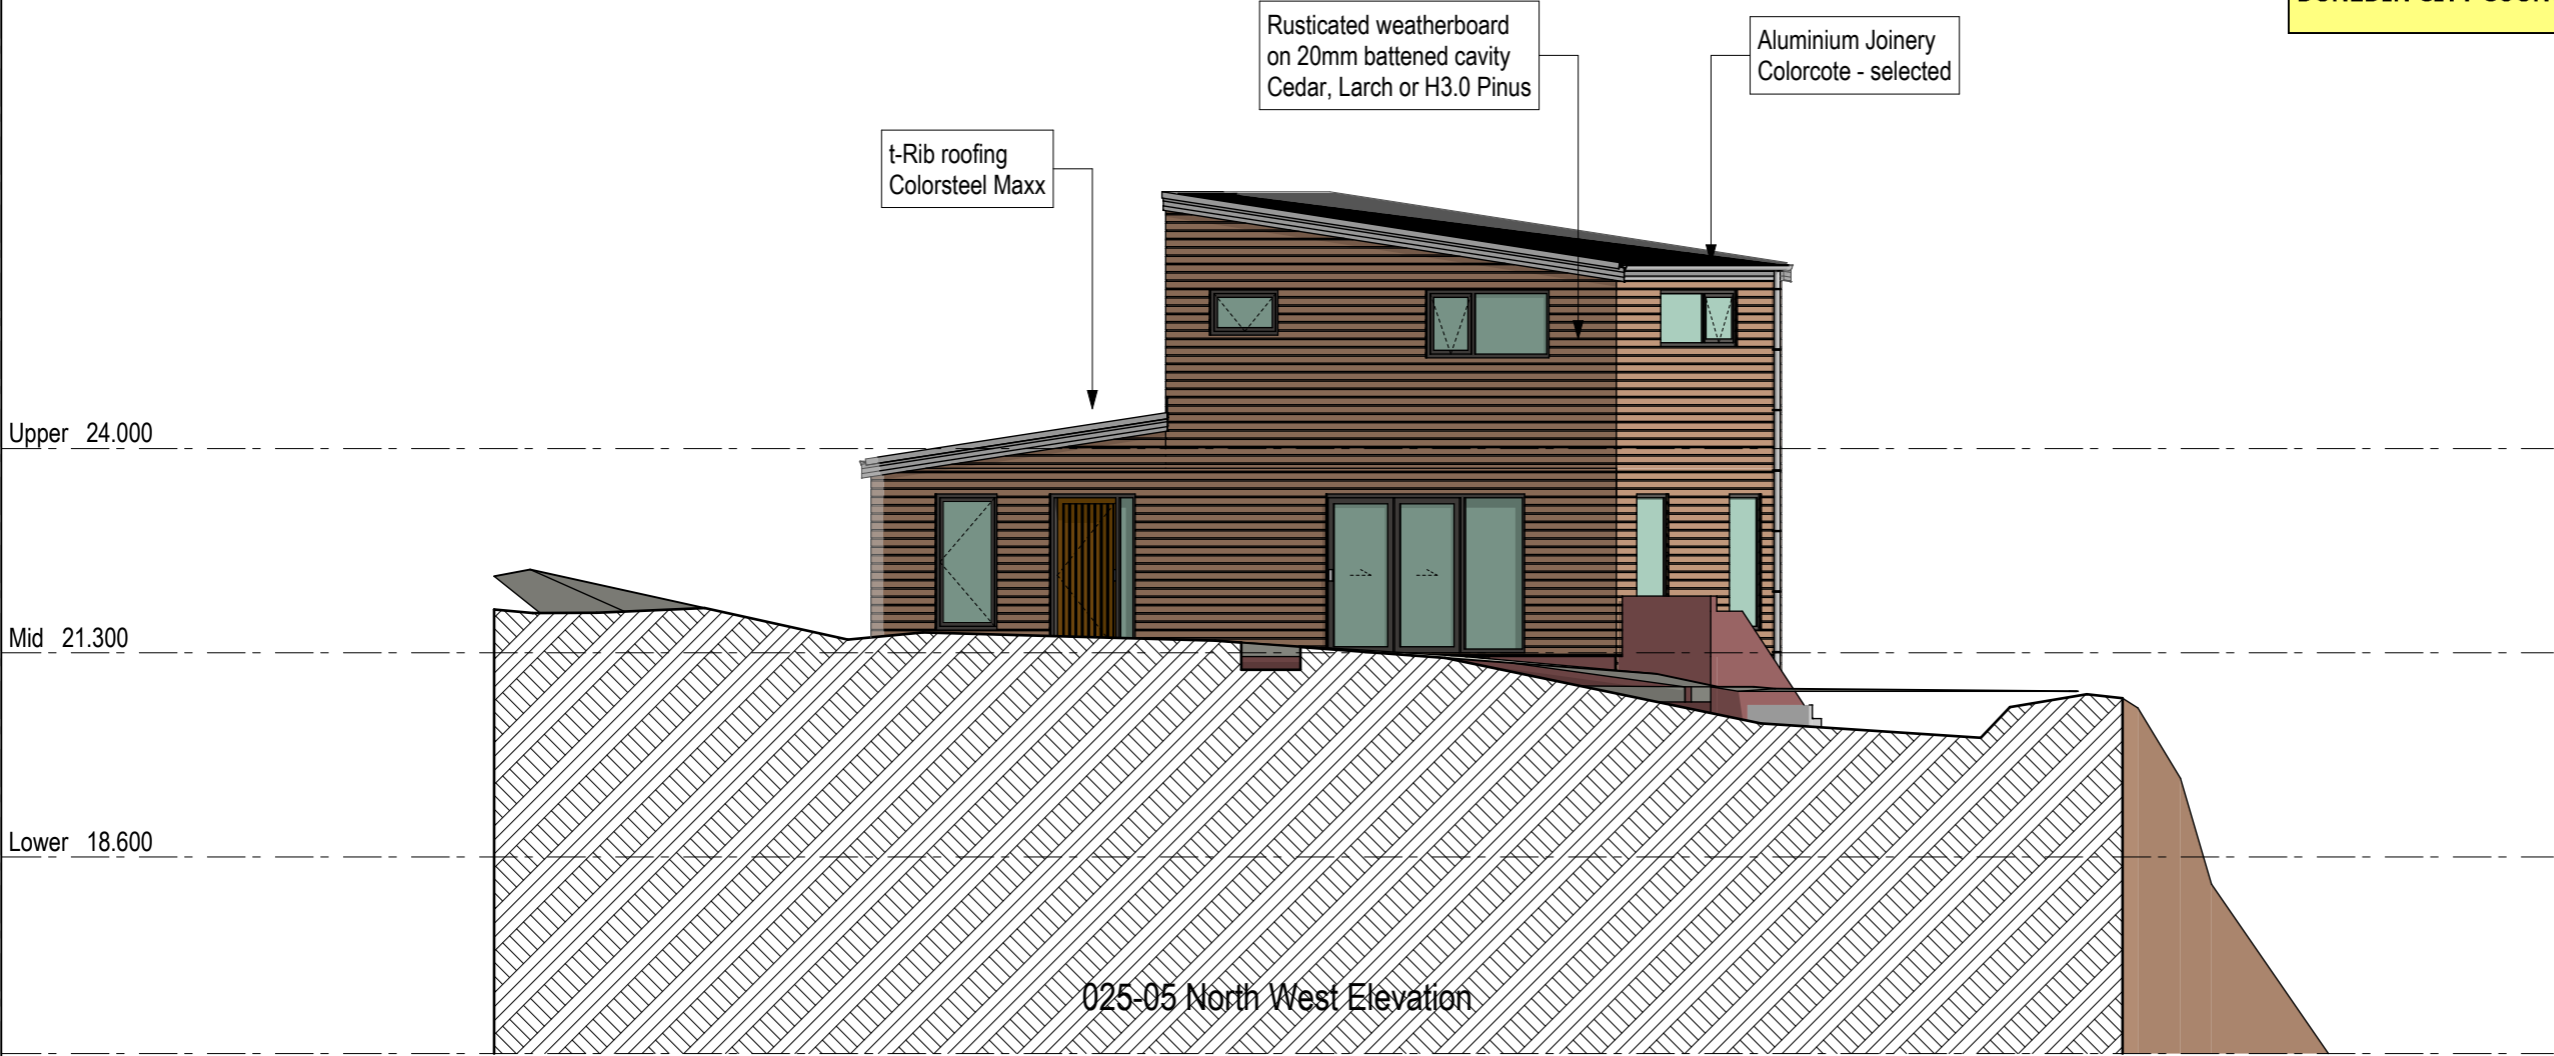 Rusticated weatherboard
on 20mm battened cavity
Cedar, Larch or H3.0 Pinus
Aluminium Joinery
Colorcote - selected
t-Rib roofing
Colorsteel Maxx
Upper 24.000
Mid 21.300
Lower 18.600
025-05 North West Elevation